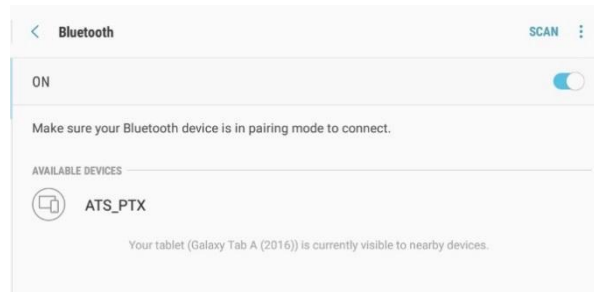 Bluetooth SCAN
ON
Make sure your Bluetooth device is in pairing mode to connect.
AVAILABLE DEVICES
ATS_PTX
Your tablet (Galaxy Tab A (2016)) is currently visible to nearby devices.